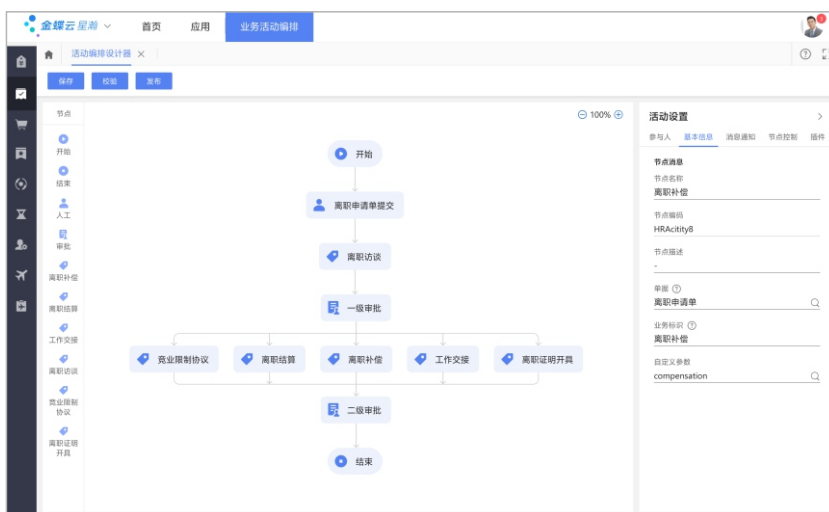 金蝶云 星瀚
首页
应用
业务活动编排
活动编排设计器
保存
校验
发布
节点
开始
结束
人工
审批
离职补偿
离职结算
工作交接
离职访谈
竞业限制
协议
离职证明
开具
100%
开始
离职申请单提交
离职访谈
一级审批
竞业限制协议
离职结算
离职补偿
工作交接
离职证明开具
二级审批
结束
活动设置
参与人 基本信息 消息通知 节点控制 插件
节点消息
节点名称
离职补偿
节点编码
HRAcitity8
节点描述
-
单据
离职申请单
业务标识
离职补偿
自定义参数
compensation